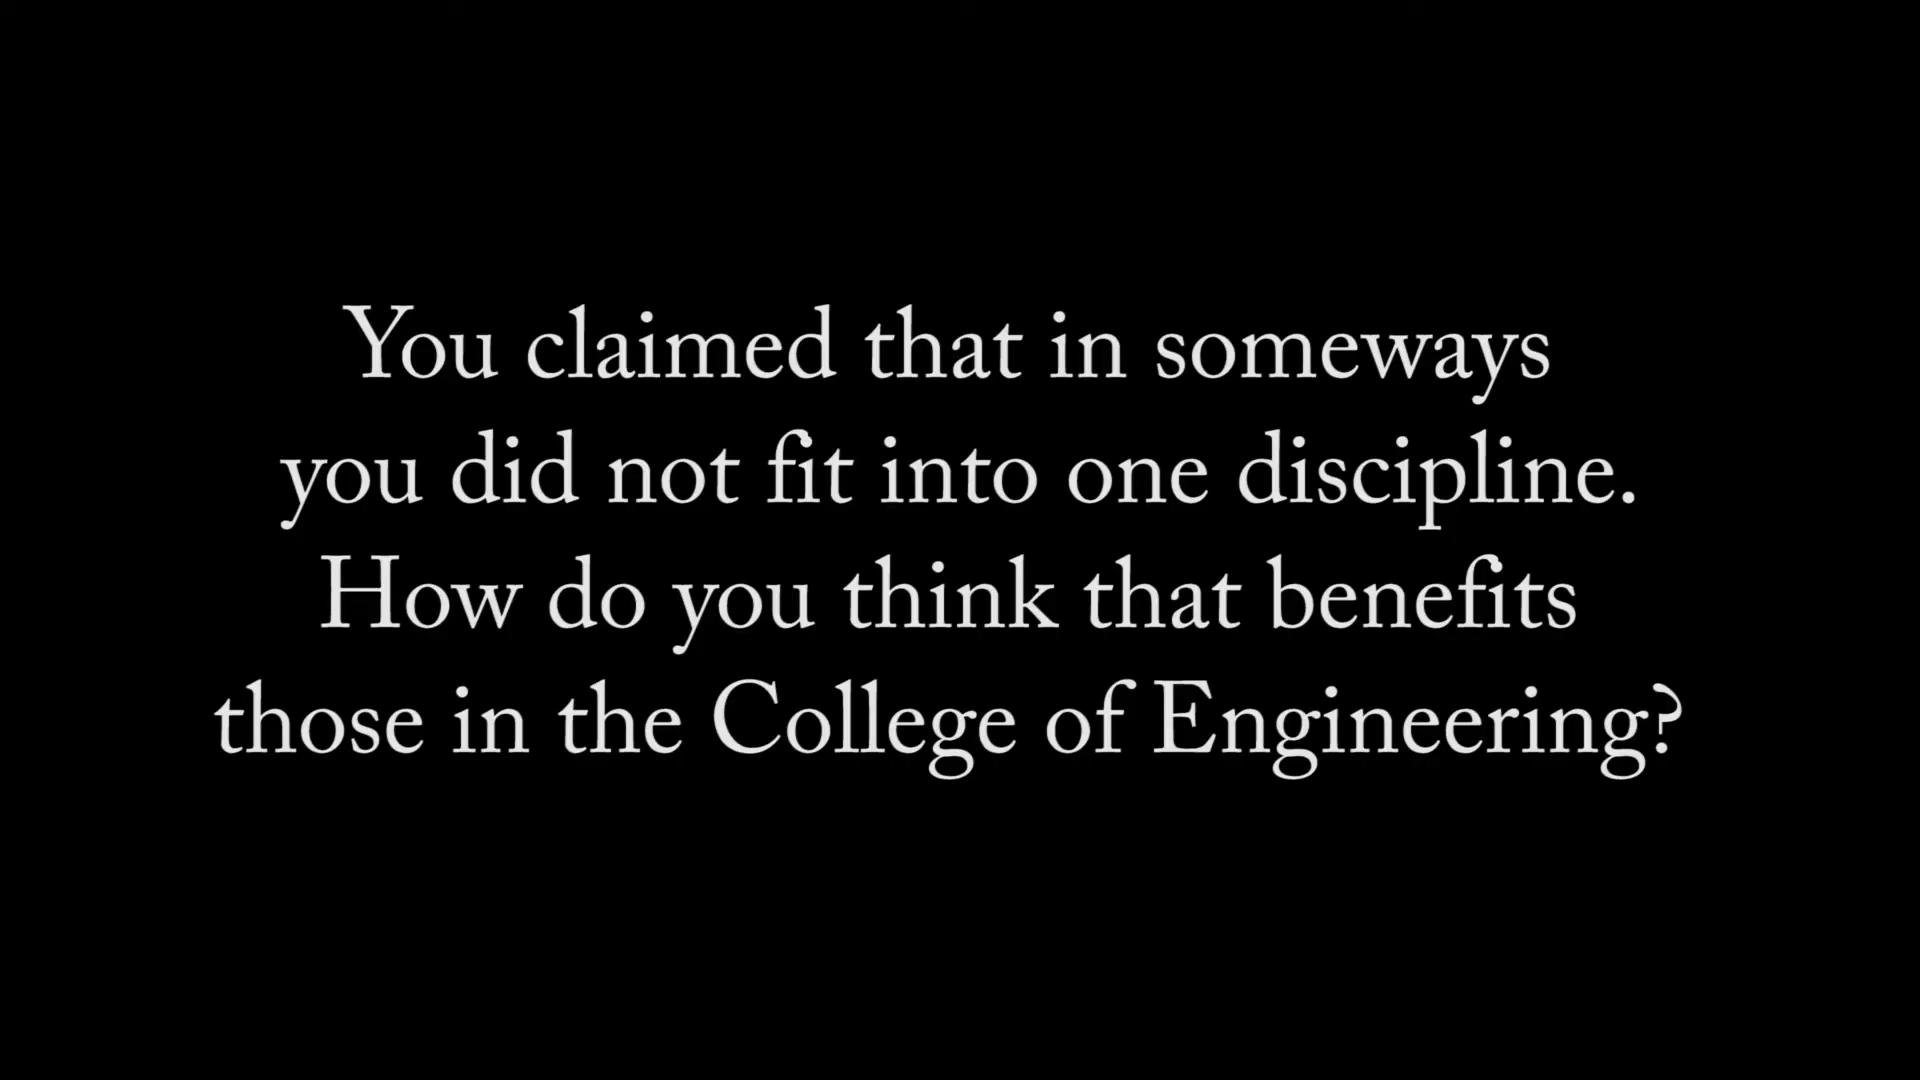 You claimed that in someways
you did not fit into one discipline.
How do you think that benefits
those in the College of Engineering?